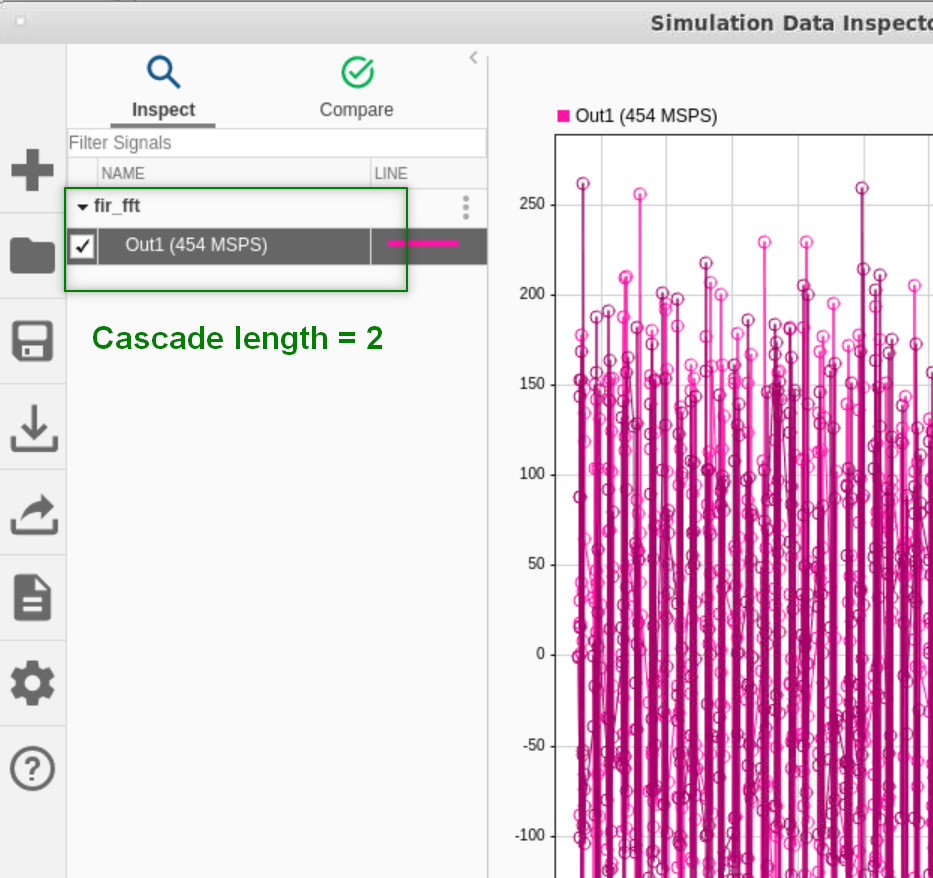 Simulation Data Inspecto
Inspect
Compare
Filter Signals
NAME
LINE
fir_fft
Out1 (454 MSPS)
Cascade length = 2
Out1 (454 MSPS)
250
200
150
100
50
0
-50
-100